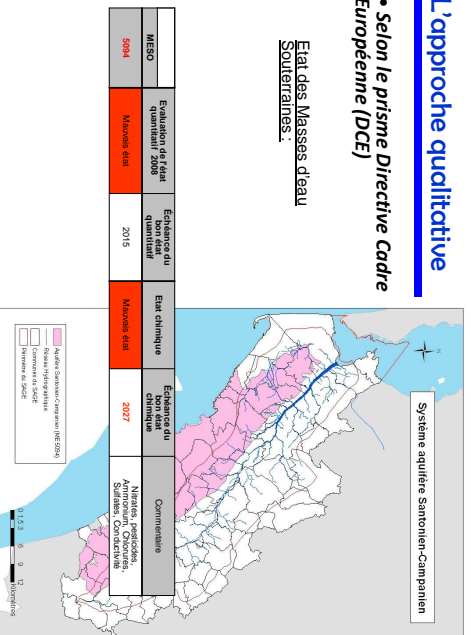 L'approche qualitative
• Selon le prisme Directive Cadre
Européenne (DCE)
Etat des Masses d'eau
Souterraines :
Système aquifère Santonien-Campanien
N
MESO
Evaluation de l'état
quantitatif 2008
Échéance du
bon état
quantitatif
Etat chimique
Échéance du
bon état
chimique
Commentaire
5094
Mauvais état
2015
Mauvais état
2027
Nitrates, pesticides,
Ammonium, Chlorures,
Sulfates, Conductivité
Aquifère Santonien-Campanien (ME 5094)
Réseau Hydrographique
Communes du SAGE
Périmètre du SAGE
0 1,5 3 6 9 12
Kilomètres